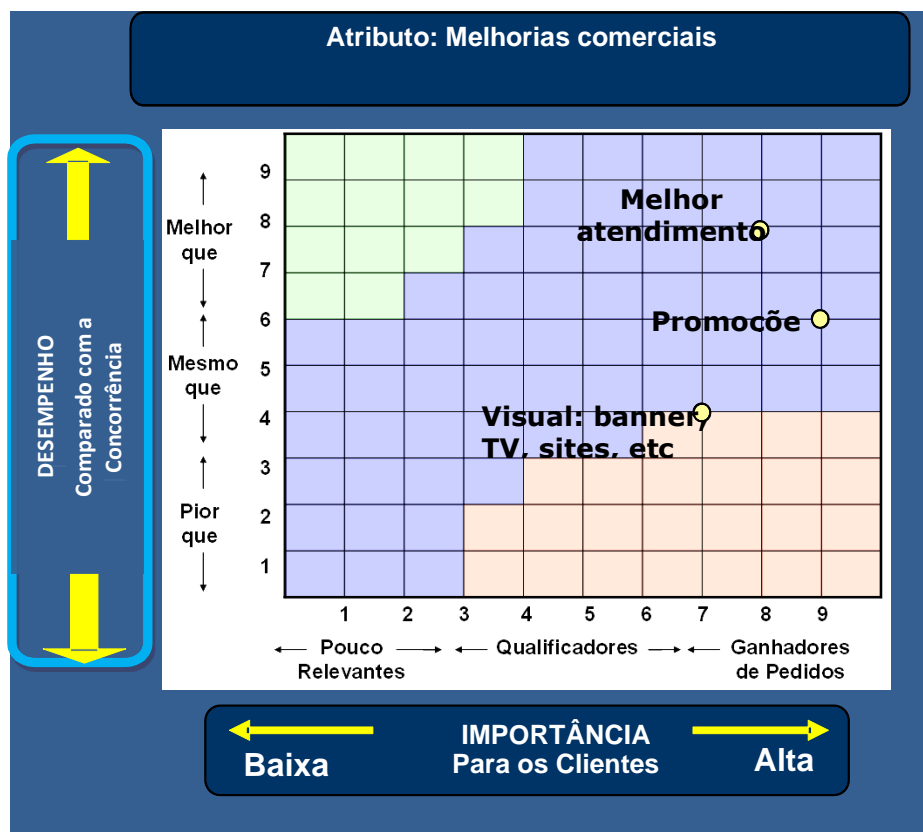 Atributo: Melhorias comerciais
DESEMPENHO
Comparado com a
Concorrência
9
Melhor
que
8
7
6
Mesmo
que
5
4
3
Pior
que
2
1
Melhor
atendimento
Promocõe
Visual: banner,
TV, sites, etc
1 2 3 4 5 6 7 8 9
Pouco
Relevantes
Qualificadores
Ganhadores
de Pedidos
IMPORTÂNCIA
Para os Clientes
Baixa
Alta